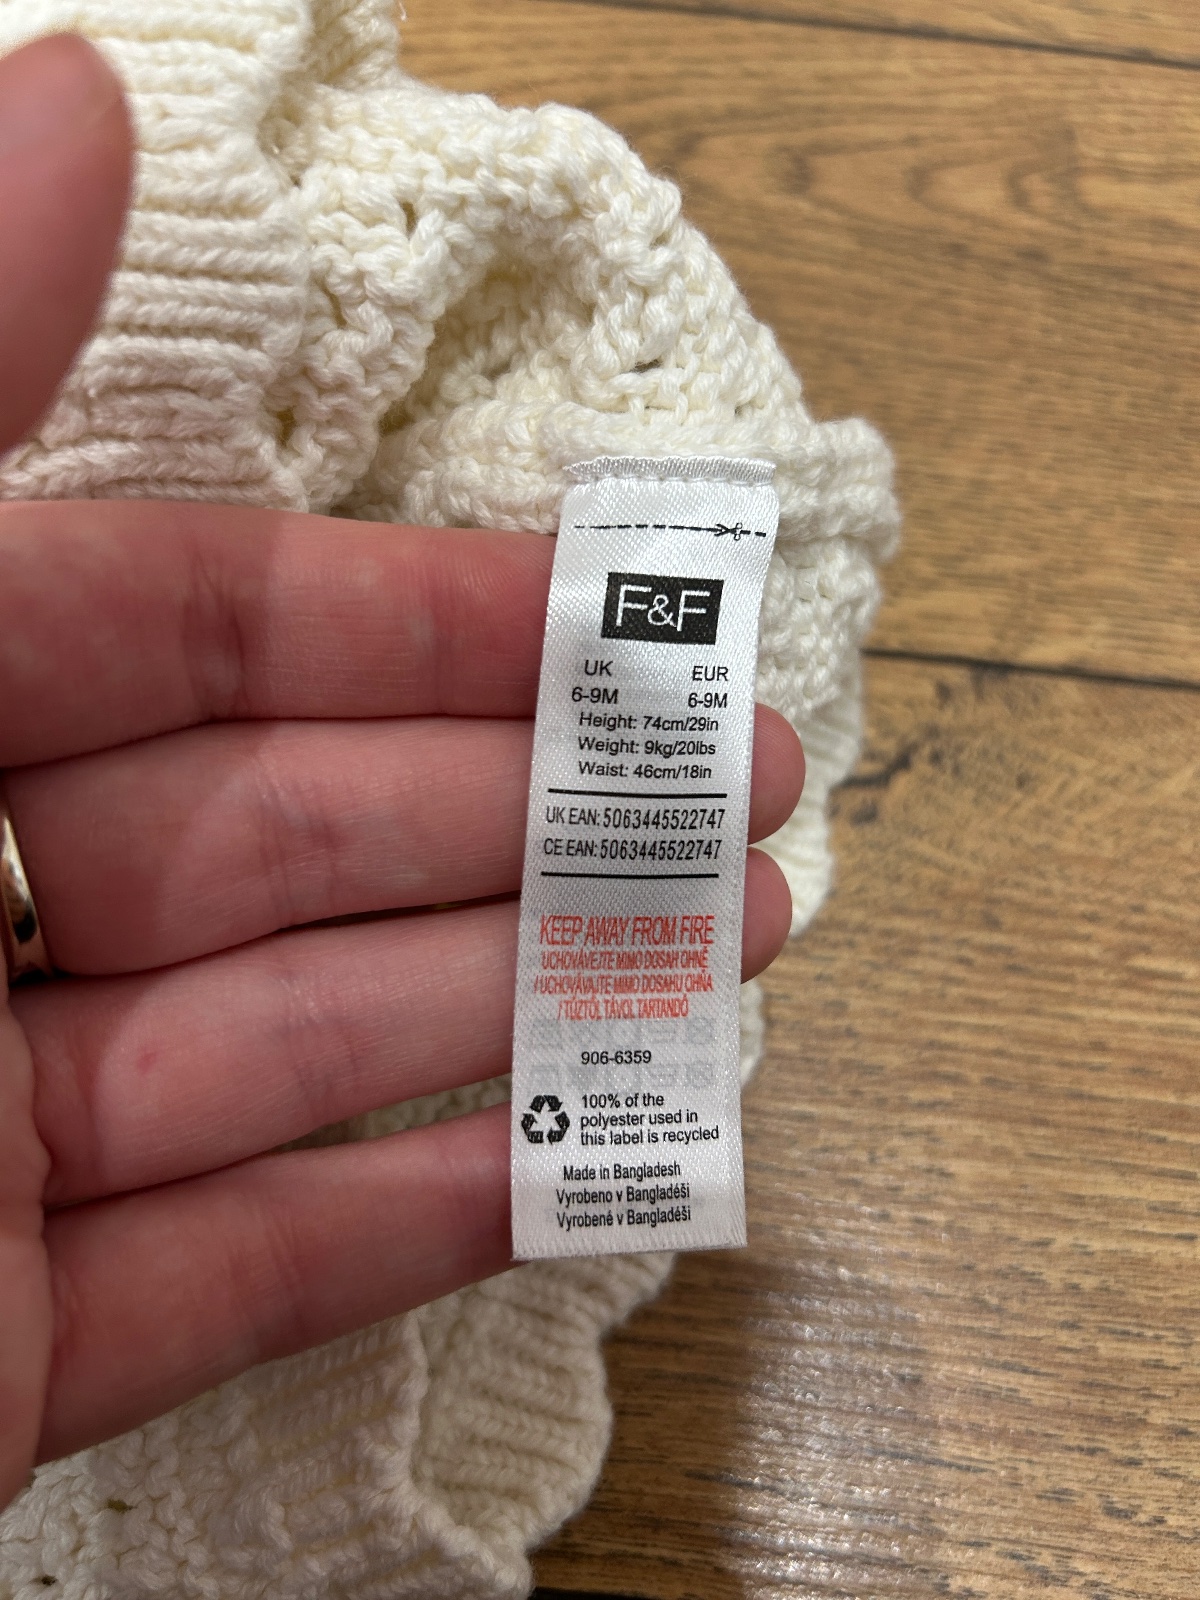 F&F
UK EUR
6-9M 6-9M
Height: 74cm/29in
Weight: 9kg/20lbs
Waist: 46cm/18in
UK EAN: 5063445522747
CE EAN: 5063445522747
KEEP AWAY FROM FIRE
UCHOVÁVEJTE MIMO DOSAH OHNĚ
/ UCHOVÁVAJTE MIMO DOSAHU OHŇA
/ TŰZTŐL TÁVOL TARTANDÓ
906-6359
100% of the
polyester used in
this label is recycled
Made in Bangladesh
Vyrobeno v Bangladéši
Vyrobené v Bangladéši